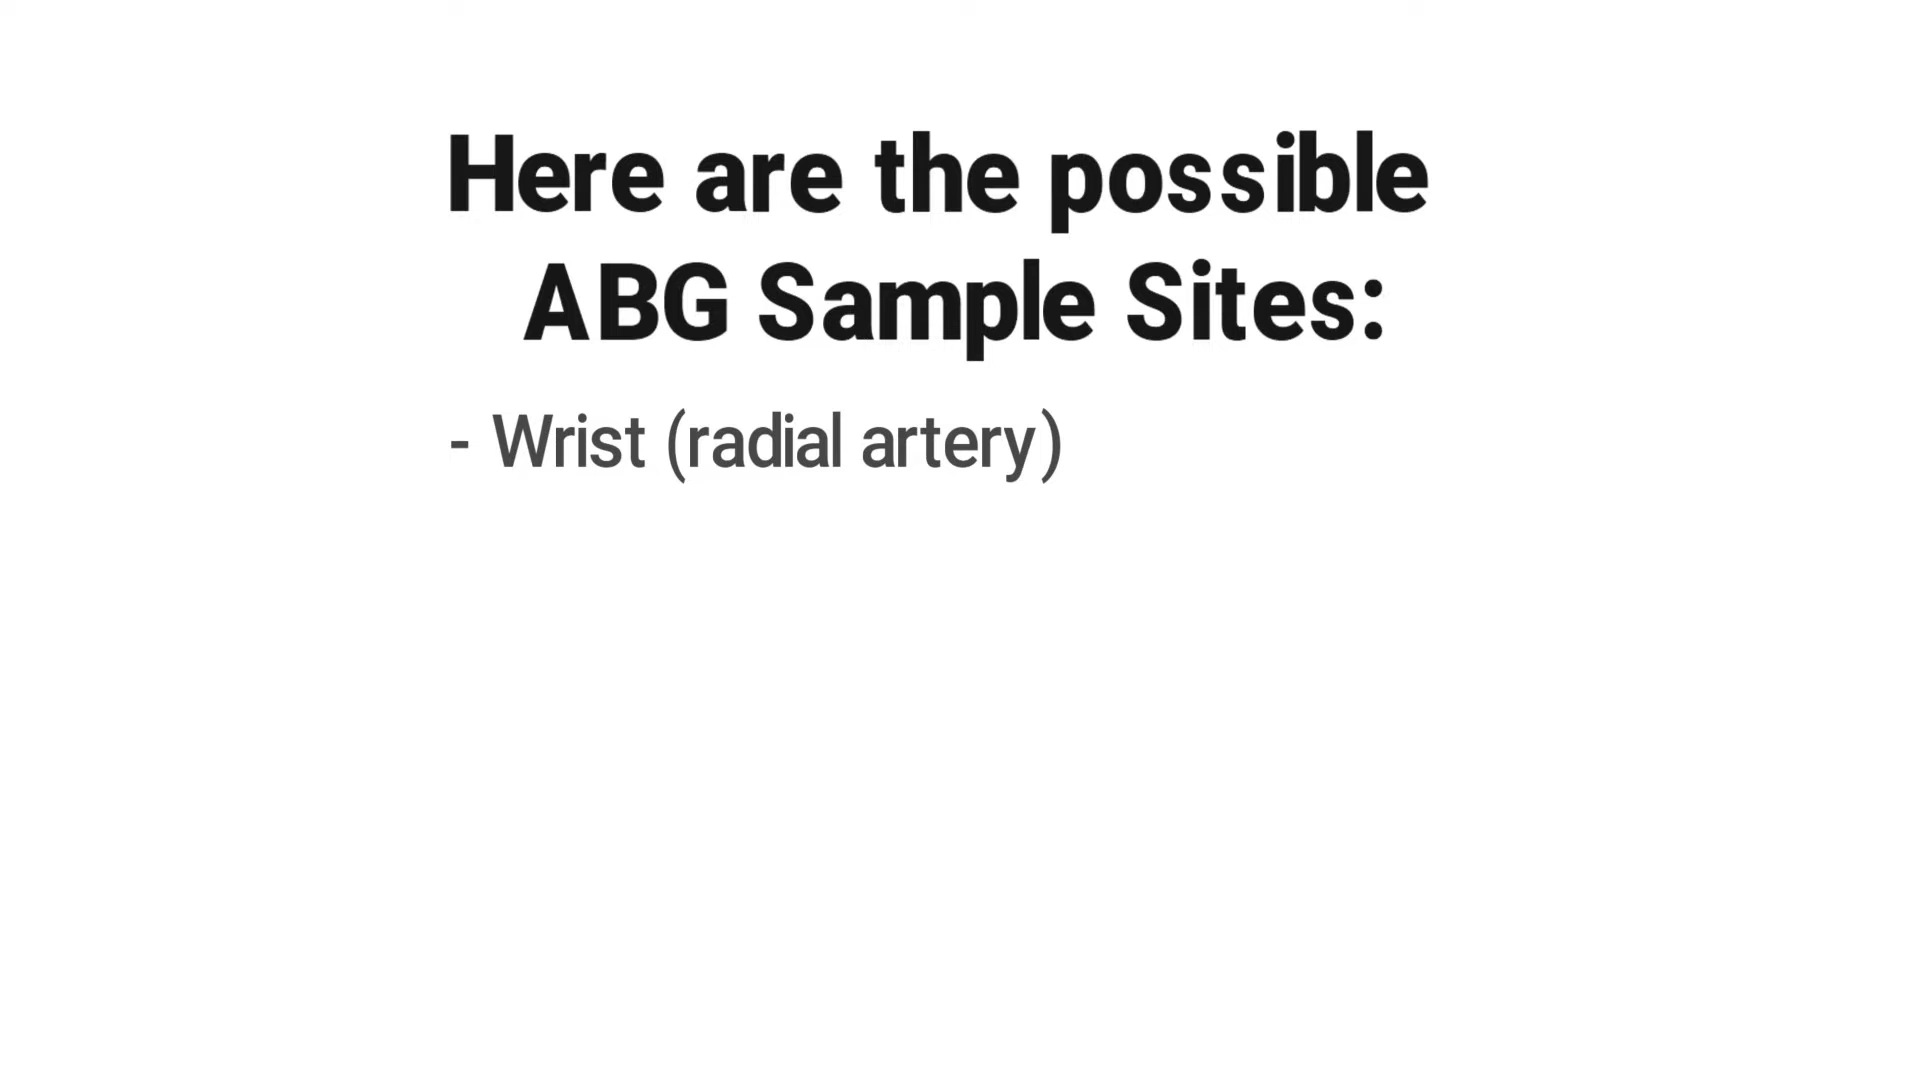 Here are the possible
ABG Sample Sites:
- Wrist (radial artery)